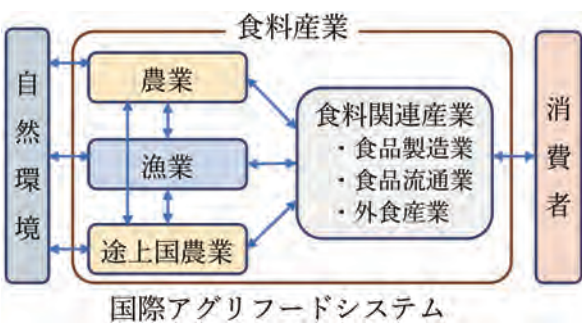 食料産業
自然環境
農業
漁業
途上国農業
食料関連産業
・食品製造業
・食品流通業
・外食産業
消費者
国際アグリフードシステム